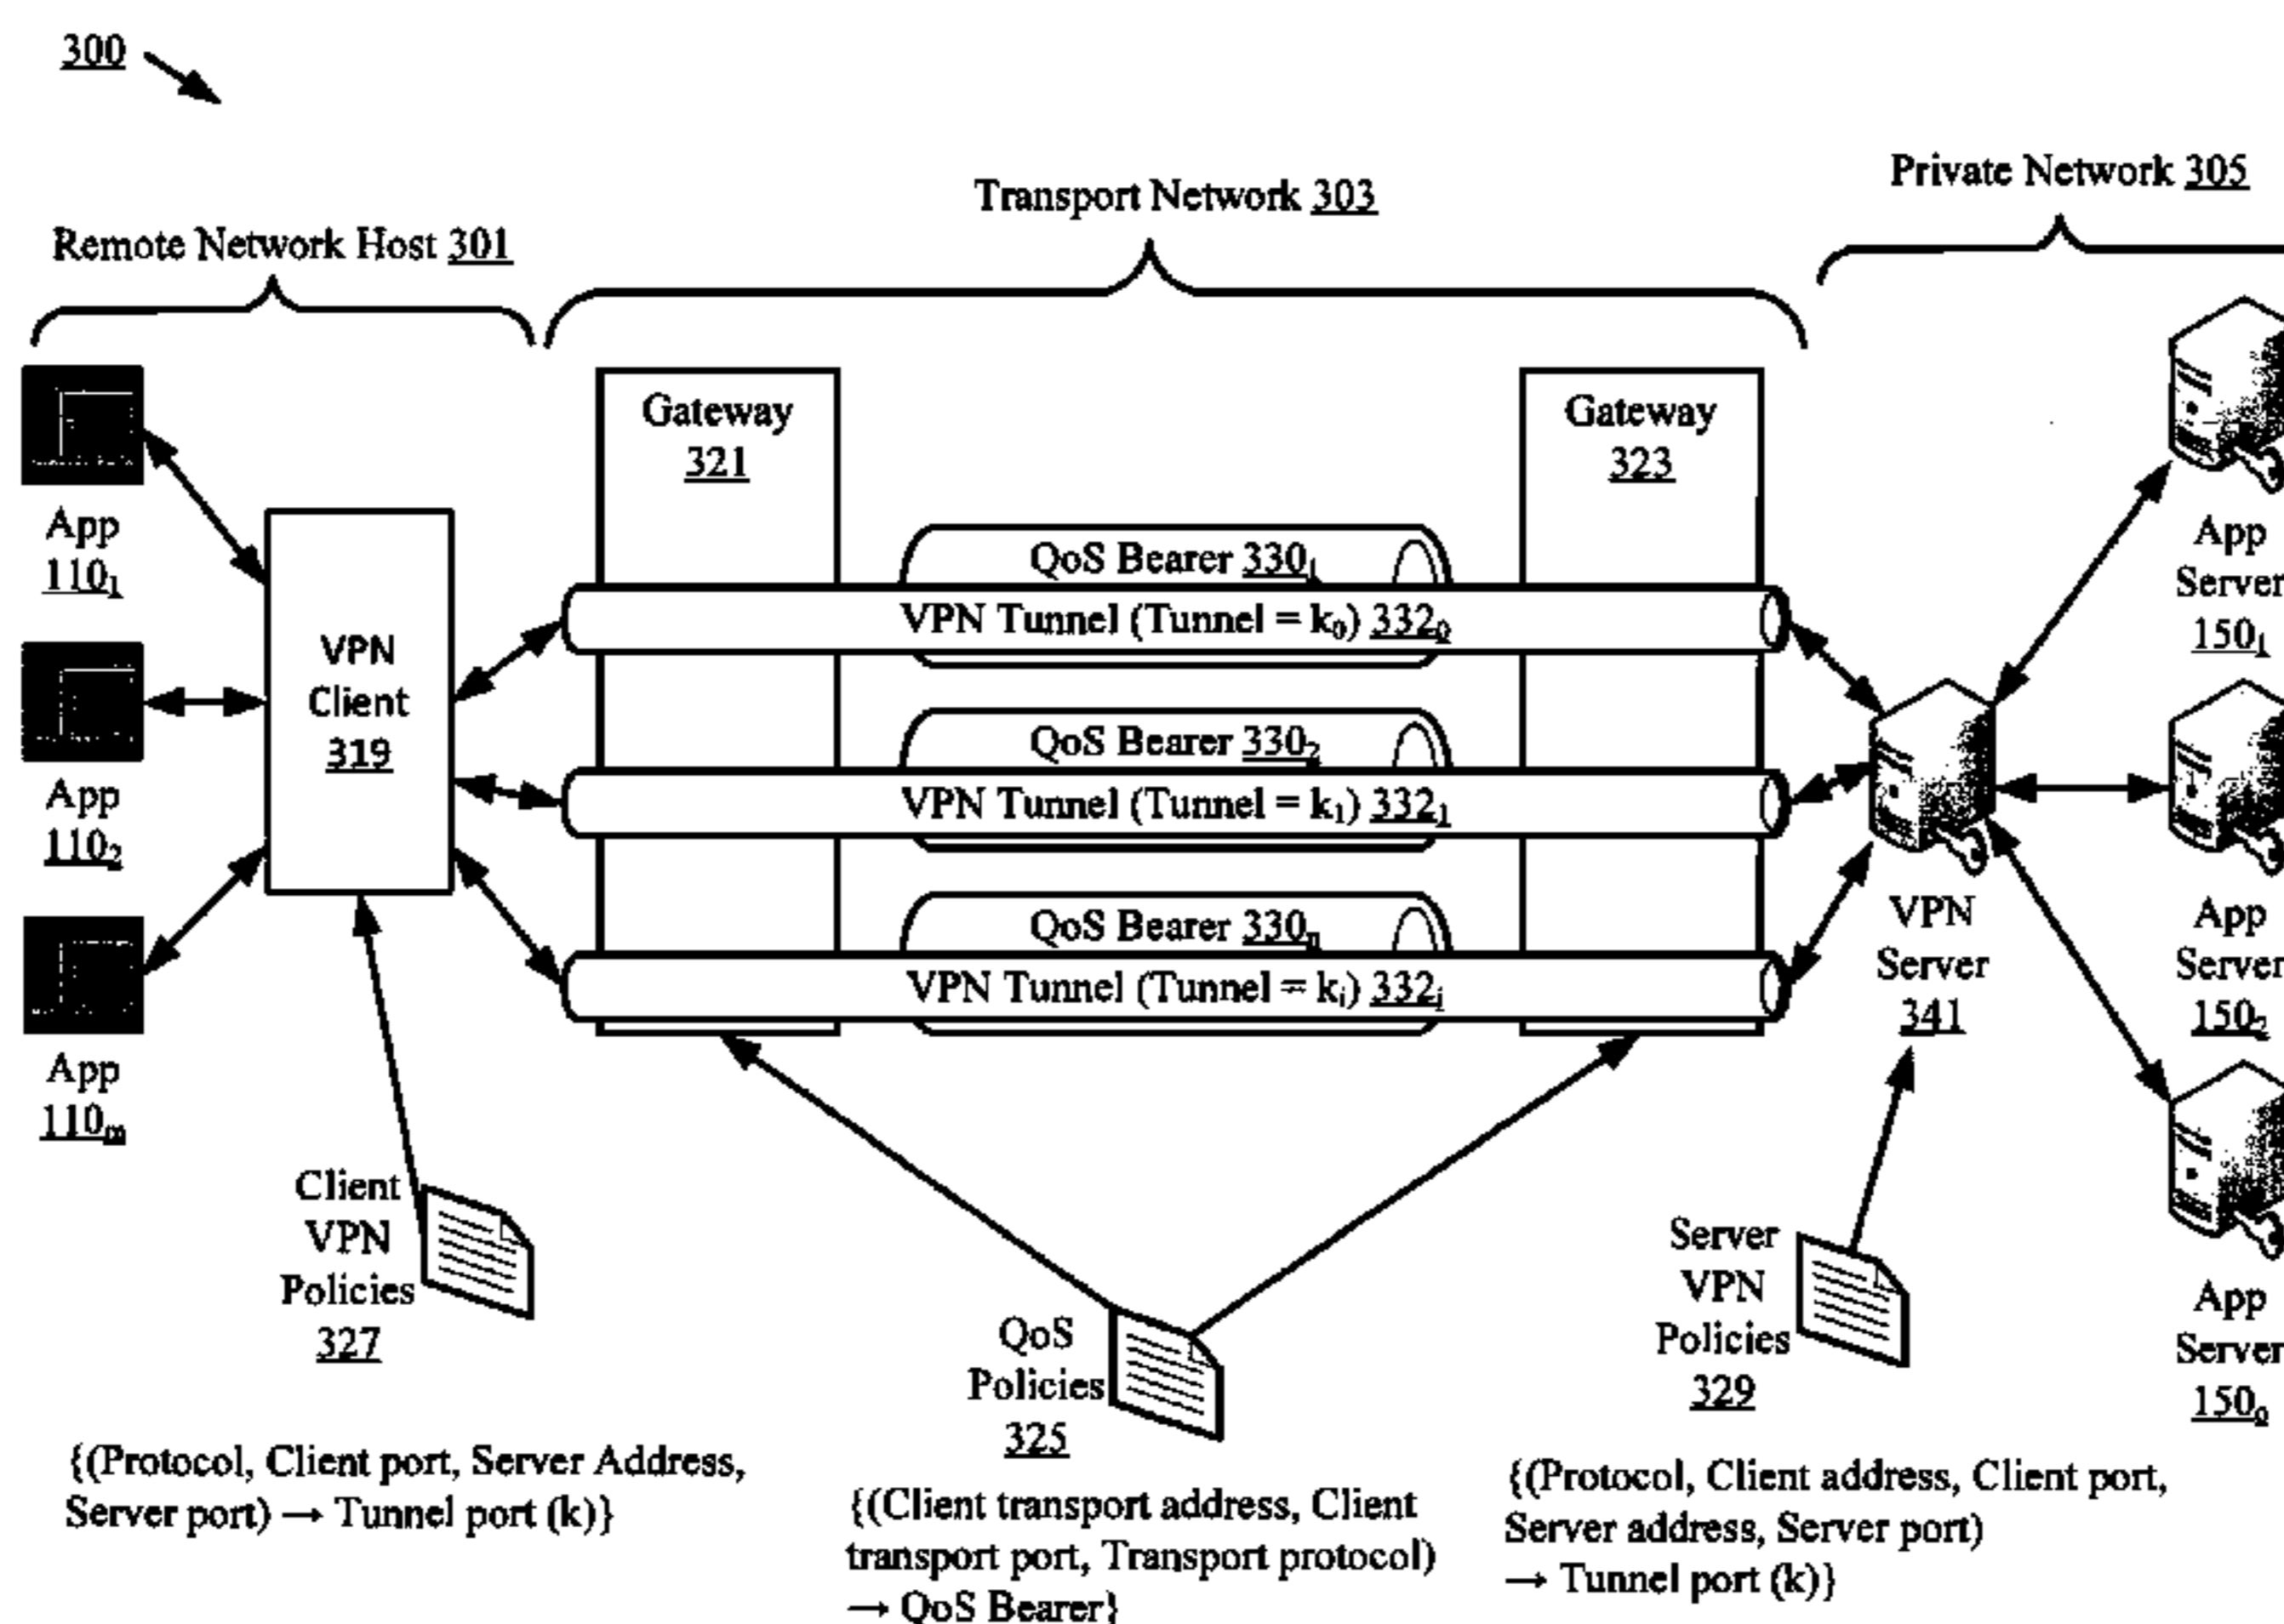 300
Private Network 305
Transport Network 303
Remote Network Host 301
Gateway
321
Gateway
323
App
110₁
App
110₂
App
110ₘ
VPN
Client
319
QoS Bearer 330₁
VPN Tunnel (Tunnel = k₀) 332₀
QoS Bearer 330₂
VPN Tunnel (Tunnel = k₁) 332₁
QoS Bearer 330ₙ
VPN Tunnel (Tunnel = kᵢ) 332ᵢ
VPN
Server
341
App
Server
150₁
App
Server
150₂
App
Server
150ₒ
Client
VPN
Policies
327
QoS
Policies
325
Server
VPN
Policies
329
{(Protocol, Client port, Server Address,
Server port) → Tunnel port (k)}
{(Client transport address, Client
transport port, Transport protocol)
→ QoS Bearer}
{(Protocol, Client address, Client port,
Server address, Server port)
→ Tunnel port (k)}